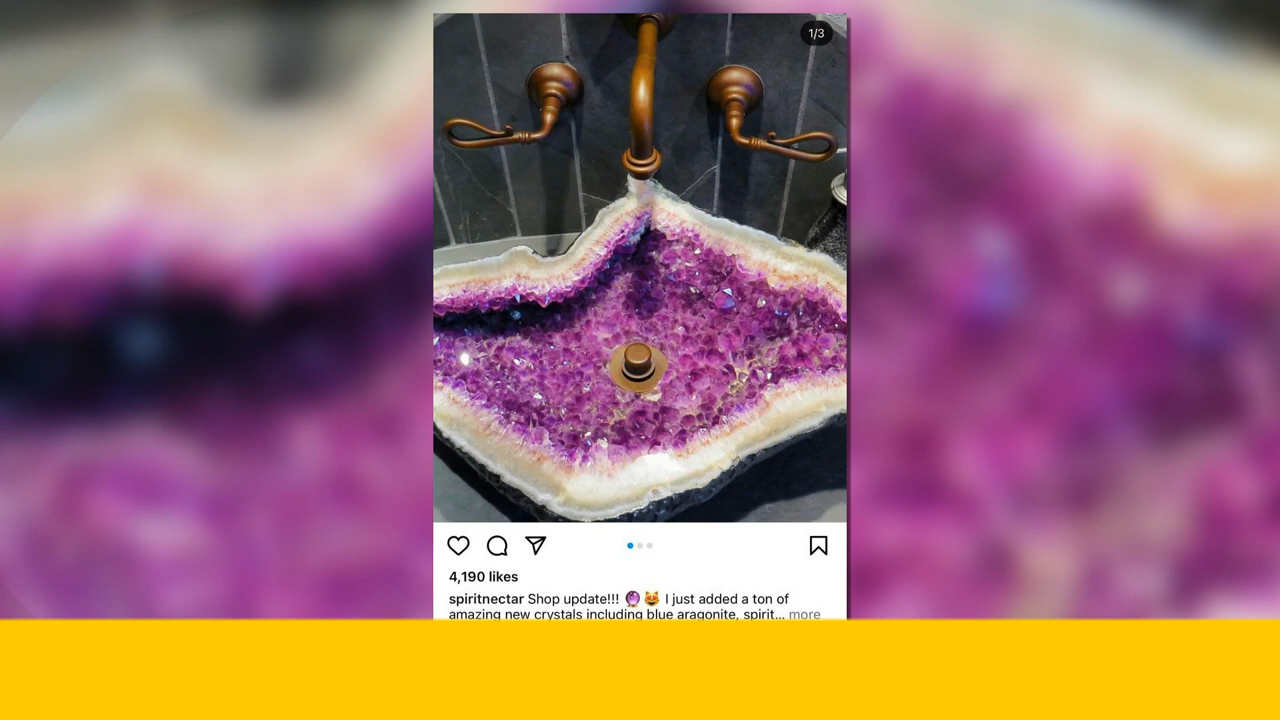 1/3
4,190 likes
spiritnectar Shop update!!! 🔮 😻 I just added a ton of
amazing new crystals including blue aragonite, spirit... more